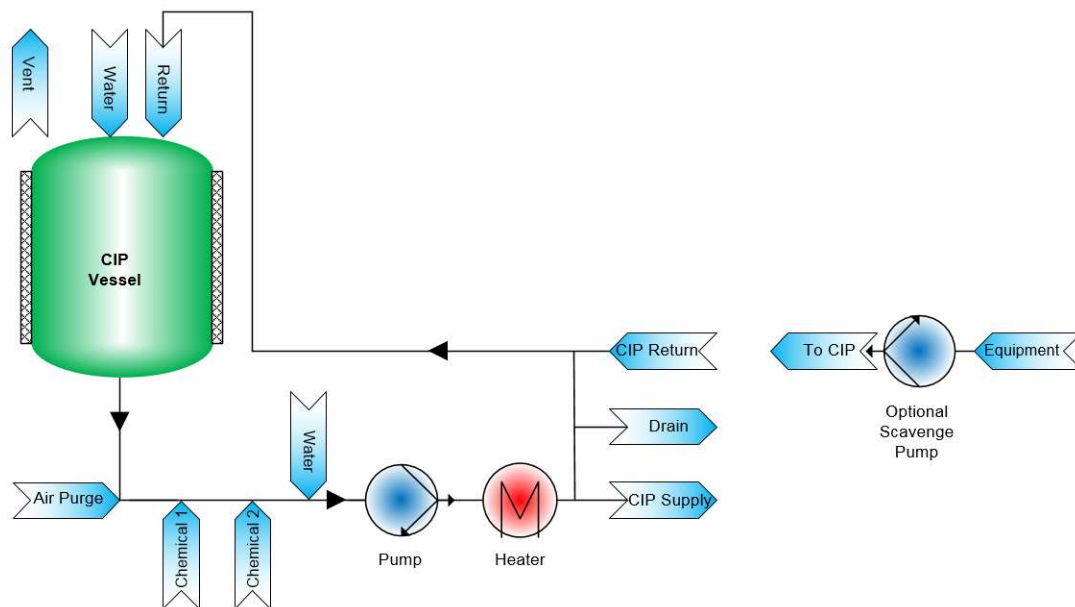 Vent
Water
Return
CIP
Vessel
CIP Return
To CIP
Equipment
Optional
Scavenge
Pump
Drain
Water
Air Purge
CIP Supply
Chemical 1
Chemical 2
Pump
Heater